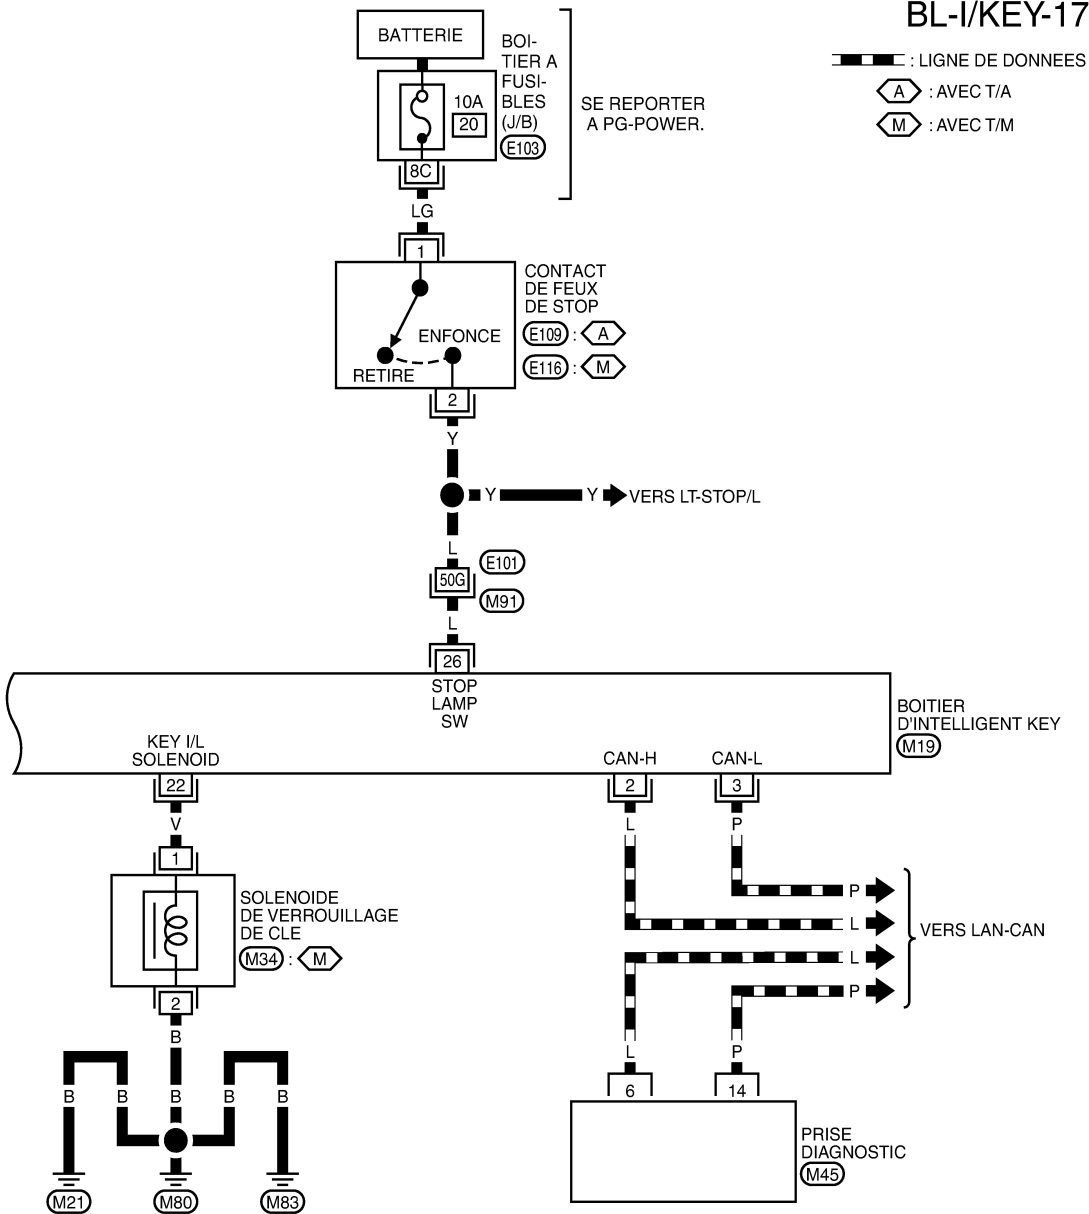 BL-I/KEY-17
: LIGNE DE DONNEES
A : AVEC T/A
M : AVEC T/M
BATTERIE
BOI-
TIER A
FUSI-
BLES
(J/B)
E103
10A
20
SE REPORTER
A PG-POWER.
8C
LG
1
CONTACT
DE FEUX
DE STOP
E109 : A
E116 : M
ENFONCE
RETIRE
2
Y
Y Y VERS LT-STOP/L
L
E101
50G
M91
L
26
STOP
LAMP
SW
BOITIER
D'INTELLIGENT KEY
M19
KEY I/L
SOLENOID
CAN-H CAN-L
22 2 3
V L P
1
SOLENOIDE
DE VERROUILLAGE
DE CLE
M34 : M
P
L
L
P
VERS LAN-CAN
2
B
L P
B B B B B
6 14
PRISE
DIAGNOSTIC
M45
M21 M80 M83